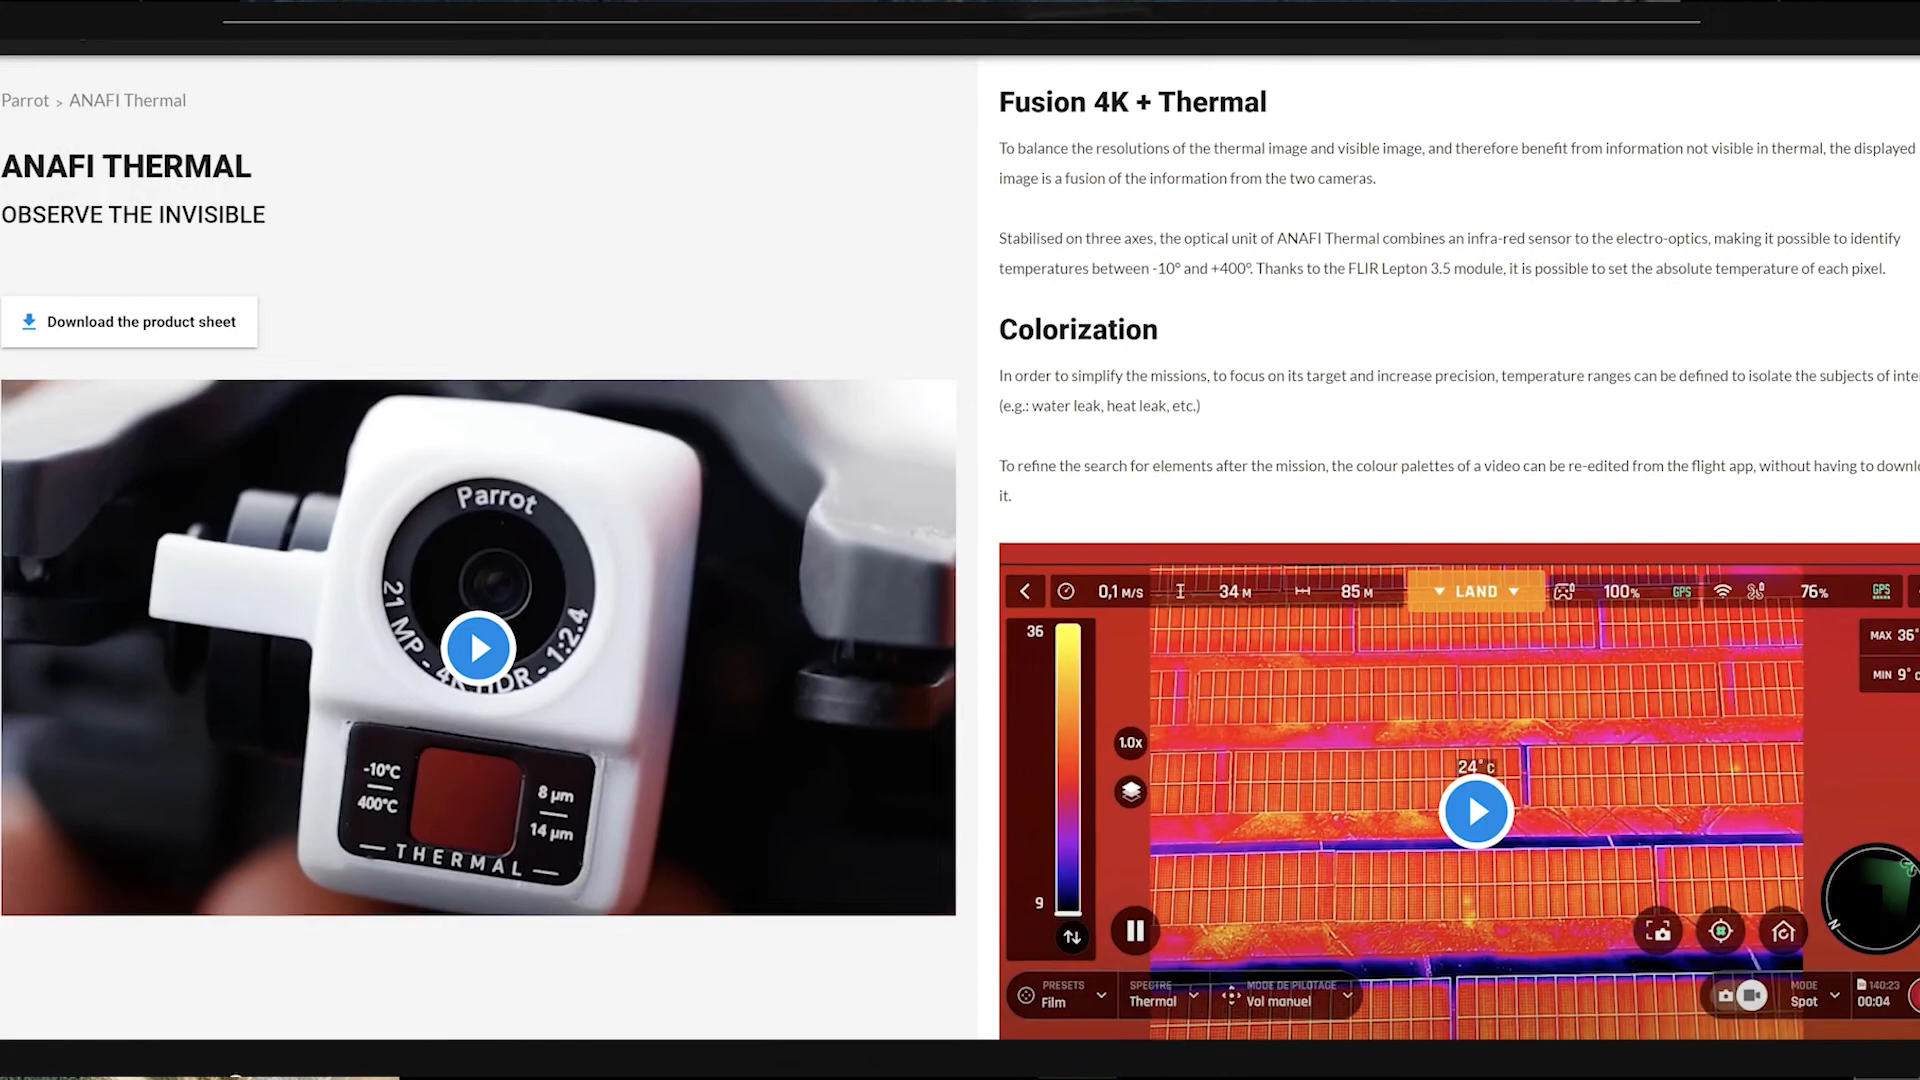 Parrot > ANAFI Thermal
ANAFI THERMAL
OBSERVE THE INVISIBLE
Download the product sheet
Parrot
21 MP - 4K HDR - 1:2.4
-10°C
400°C
8 µm
14 µm
THERMAL
Fusion 4K + Thermal
To balance the resolutions of the thermal image and visible image, and therefore benefit from information not visible in thermal, the displayed
image is a fusion of the information from the two cameras.
Stabilised on three axes, the optical unit of ANAFI Thermal combines an infra-red sensor to the electro-optics, making it possible to identify
temperatures between -10° and +400°. Thanks to the FLIR Lepton 3.5 module, it is possible to set the absolute temperature of each pixel.
Colorization
In order to simplify the missions, to focus on its target and increase precision, temperature ranges can be defined to isolate the subjects of
(e.g.: water leak, heat leak, etc.)
To refine the search for elements after the mission, the colour palettes of a video can be re-edited from the flight app, without having to
it.
0,1 M/S 34 M 85 M LAND 100% GPS 76% GPS
36
MAX 36°
MIN 9° C
1.0x
24°C
9
N
PRESETS
Film
SPECTRE
Thermal
MODE DE PILOTAGE
Vol manuel
MODE
Spot
140:23
00:04